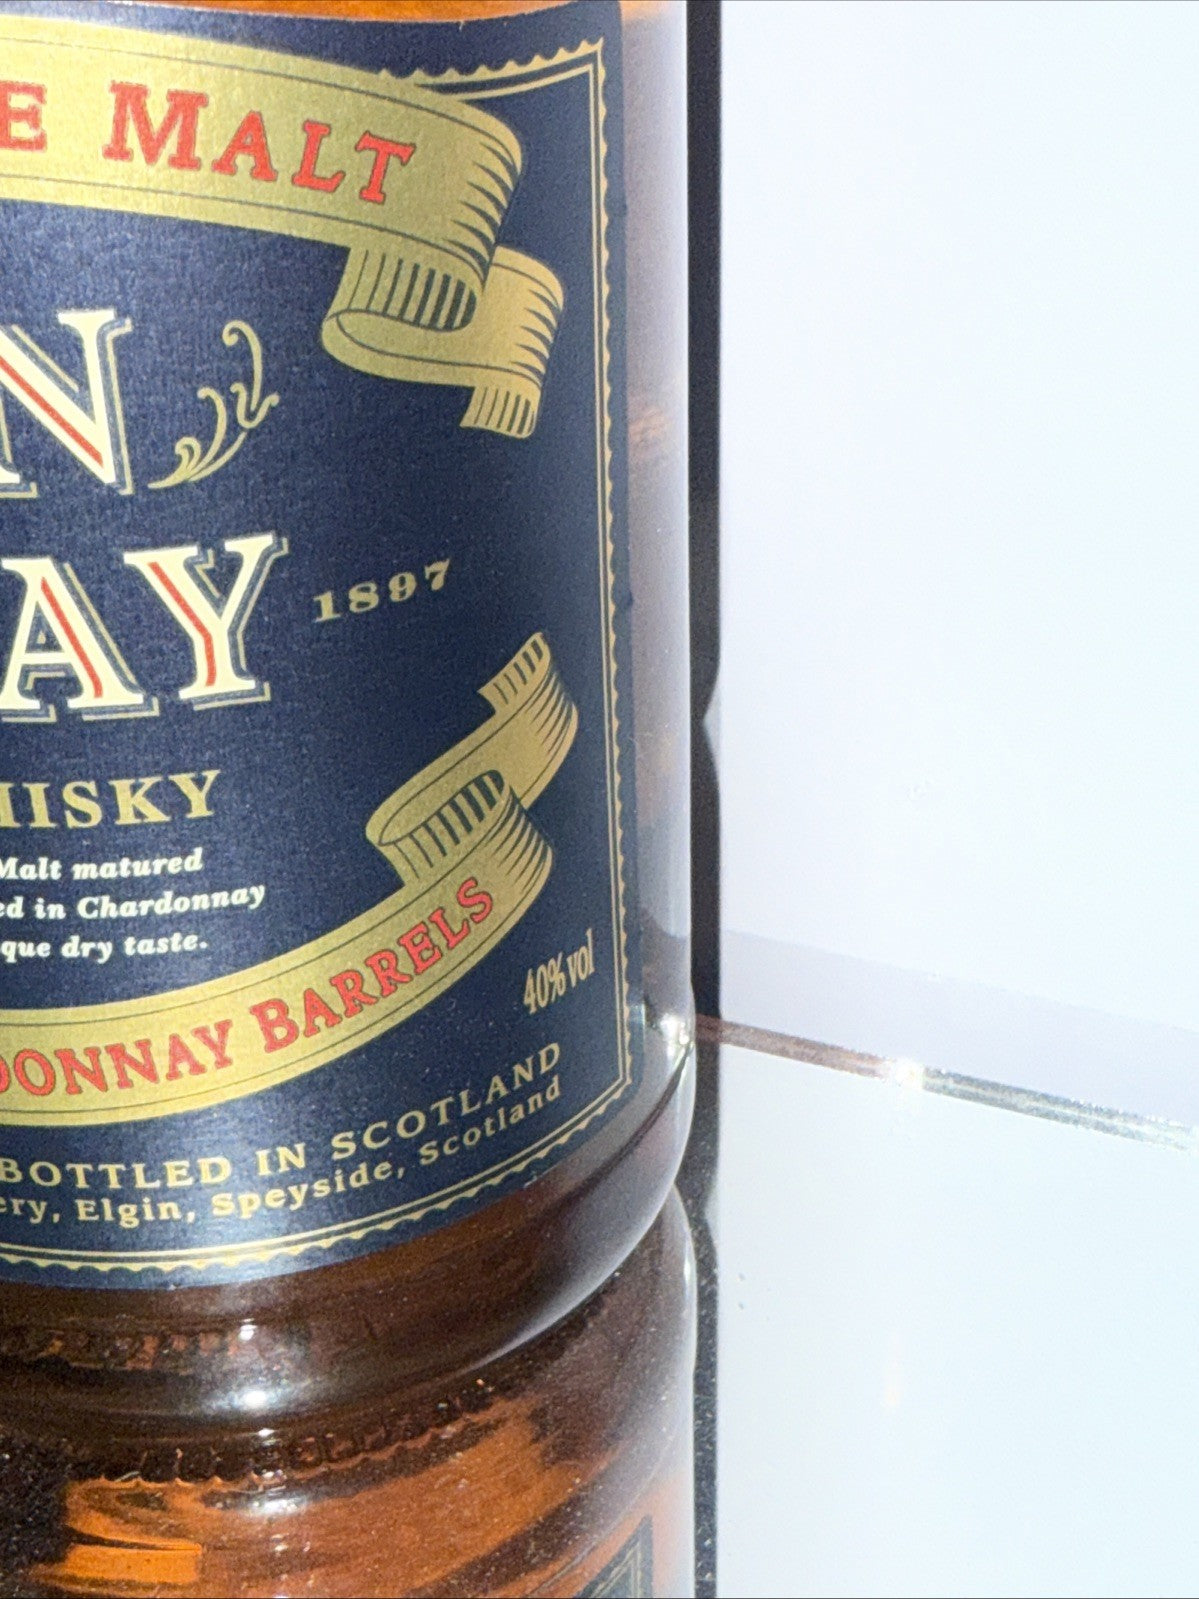 E MALT
N
AY 1897
HISKY
Malt matured
ed in Chardonnay
que dry taste.
DONNAY BARRELS
40% vol
BOTTLED IN SCOTLAND
ery, Elgin, Speyside, Scotland